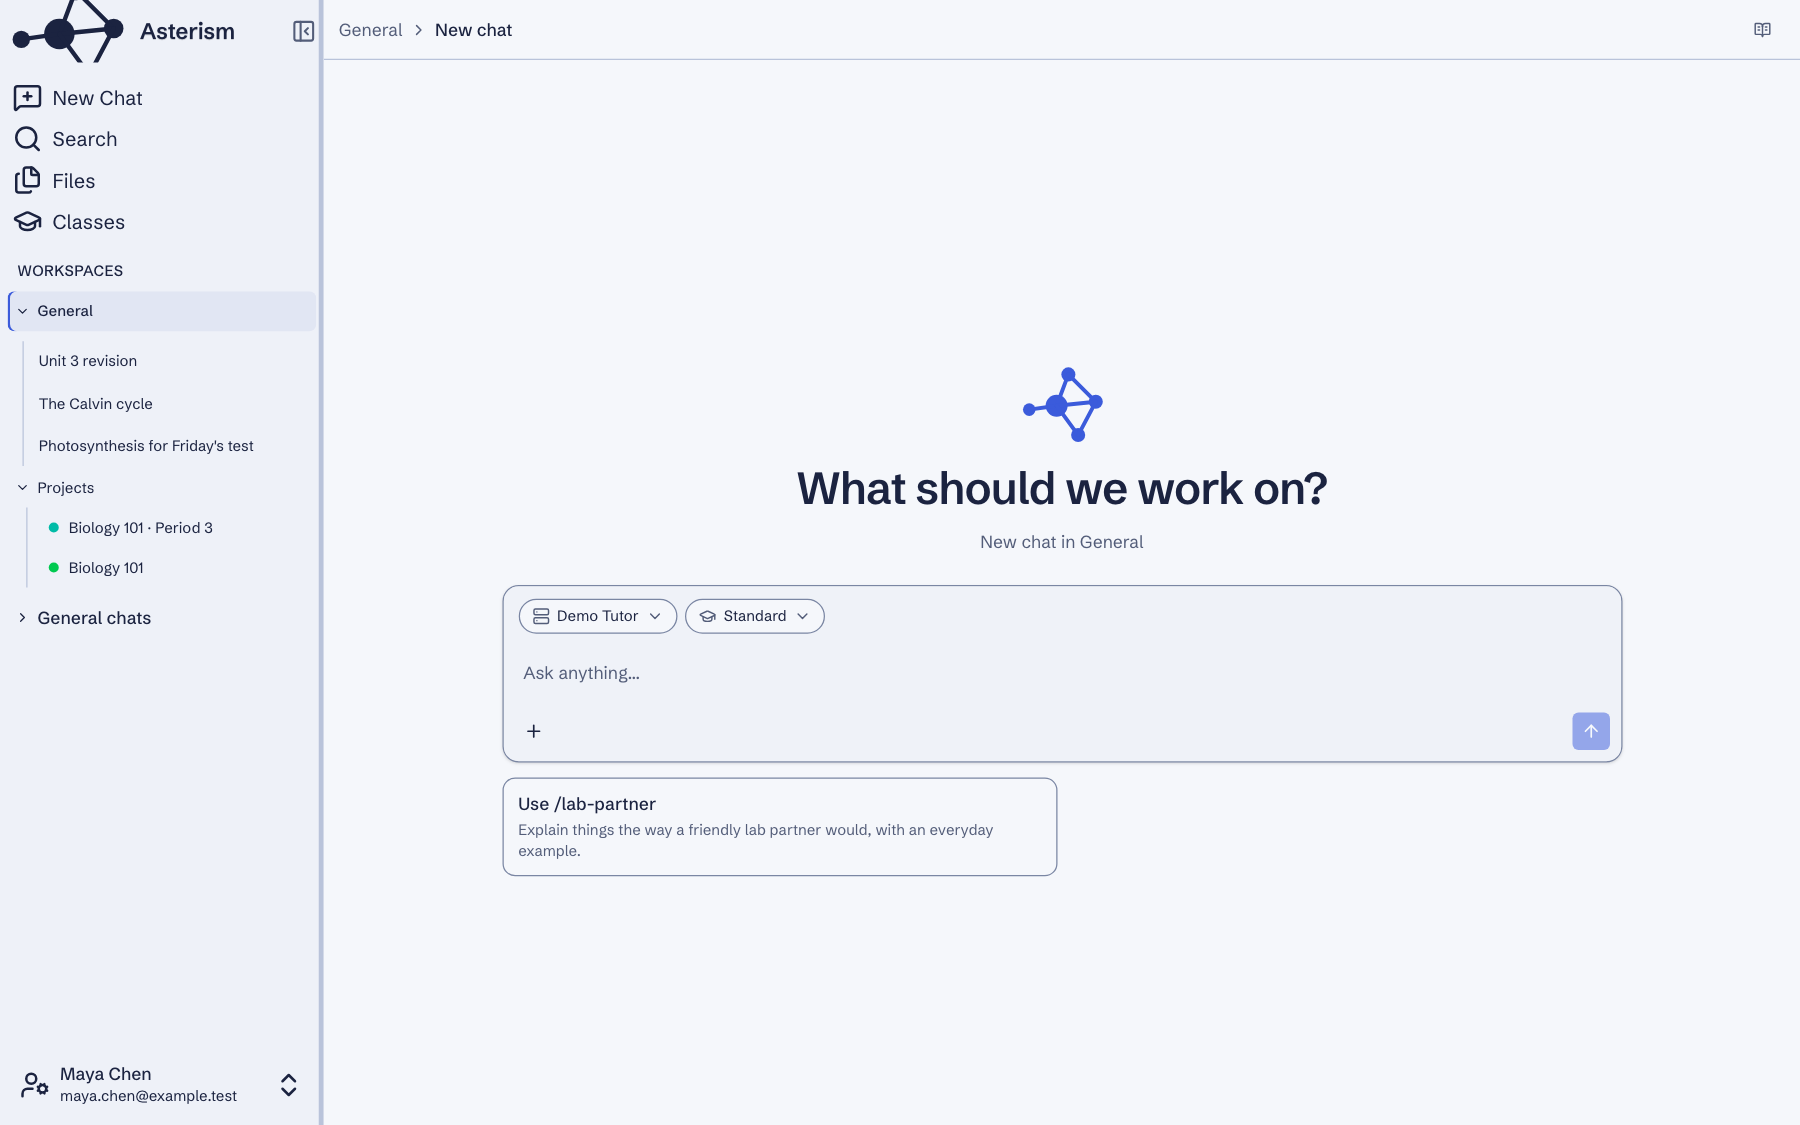 Asterism
General
New chat
New Chat
Search
Files
Classes
WORKSPACES
General
Unit 3 revision
The Calvin cycle
Photosynthesis for Friday's test
Projects
Biology 101 · Period 3
Biology 101
General chats
What should we work on?
New chat in General
Demo Tutor
Standard
Ask anything...
Use /lab-partner
Explain things the way a friendly lab partner would, with an everyday
example.
Maya Chen
maya.chen@example.test